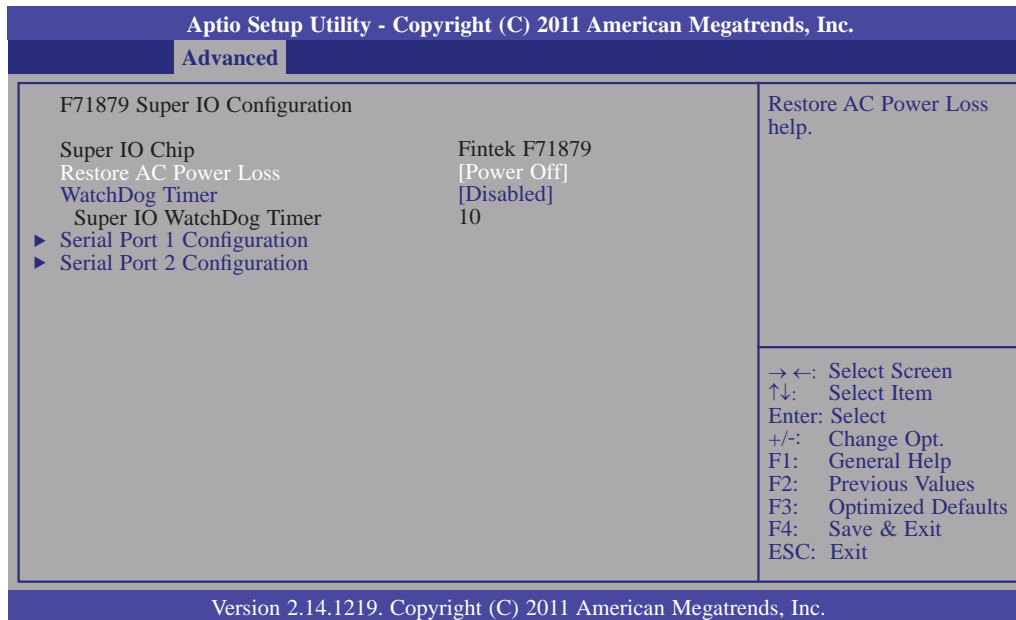 Aptio Setup Utility - Copyright (C) 2011 American Megatrends, Inc.
Advanced
F71879 Super IO Configuration
Super IO Chip Fintek F71879
Restore AC Power Loss [Power Off]
WatchDog Timer [Disabled]
Super IO WatchDog Timer 10
▶ Serial Port 1 Configuration
▶ Serial Port 2 Configuration
Restore AC Power Loss
help.
→ ←: Select Screen
↑↓: Select Item
Enter: Select
+/-: Change Opt.
F1: General Help
F2: Previous Values
F3: Optimized Defaults
F4: Save & Exit
ESC: Exit
Version 2.14.1219. Copyright (C) 2011 American Megatrends, Inc.